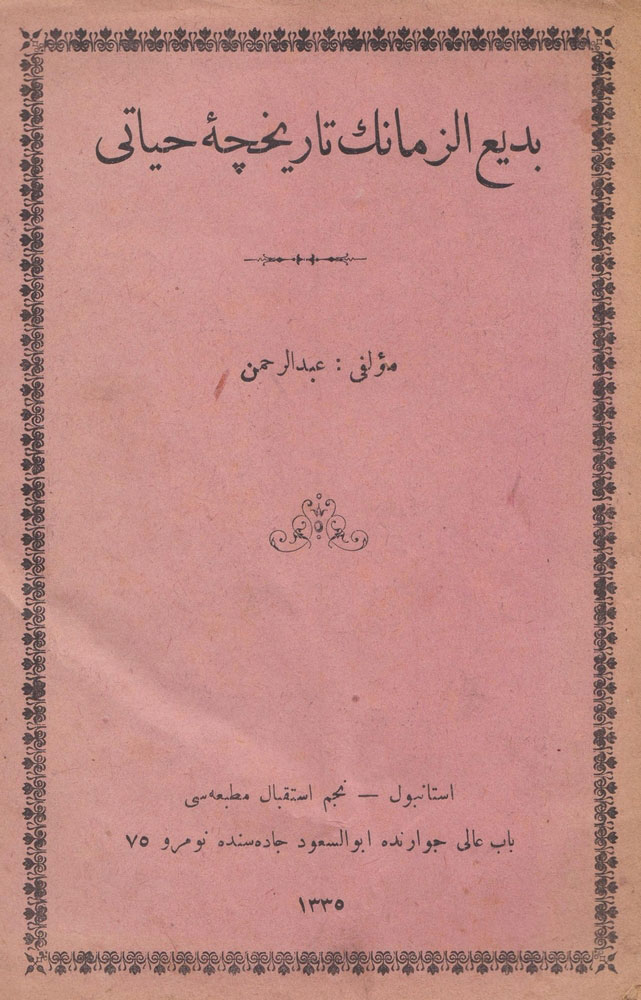 بديع الزمانك تاريخچهٔ حياتى
مؤلفى : عبدالرحمن
استانبول — نجم استقبال مطبعه‌سى
باب عالى جوارنده ابوالسعود جاده‌سنده نومرو ٧٥
١٣٣٥